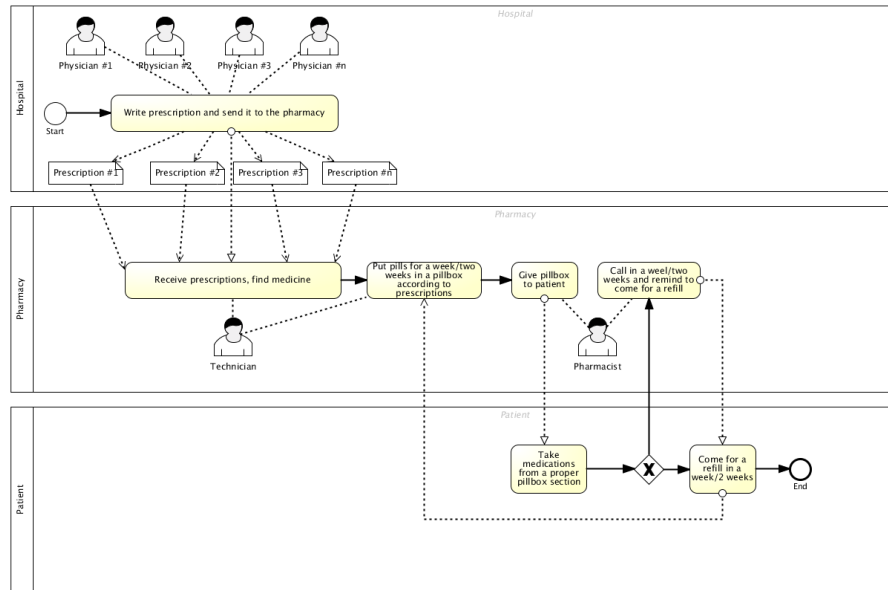 Hospital
Hospital
Physician #1
Physician #2
Physician #3
Physician #n
Start
Write prescription and send it to the pharmacy
Prescription #1
Prescription #2
Prescription #3
Prescription #n
Pharmacy
Pharmacy
Receive prescriptions, find medicine
Put pills for a week/two
weeks in a pillbox
according to
prescriptions
Give pillbox
to patient
Call in a weel/two
weeks and remind to
come for a refill
Technician
Pharmacist
Patient
Patient
Take
medications
from a proper
pillbox section
X
Come for a
refill in a
week/2 weeks
End